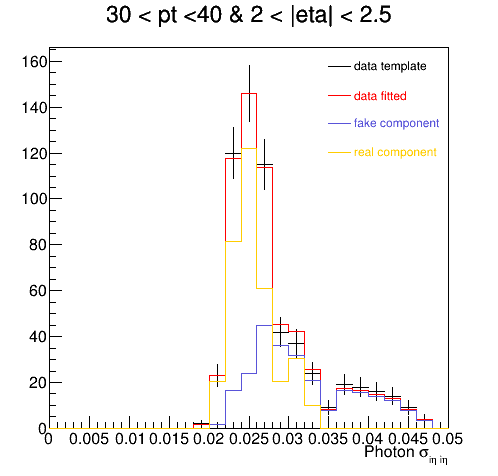 30 < pt <40 & 2 < |eta| < 2.5
data template
data fitted
fake component
real component
160
140
120
100
80
60
40
20
0
0 0.005 0.01 0.015 0.02 0.025 0.03 0.035 0.04 0.045 0.05
Photon σiη iη